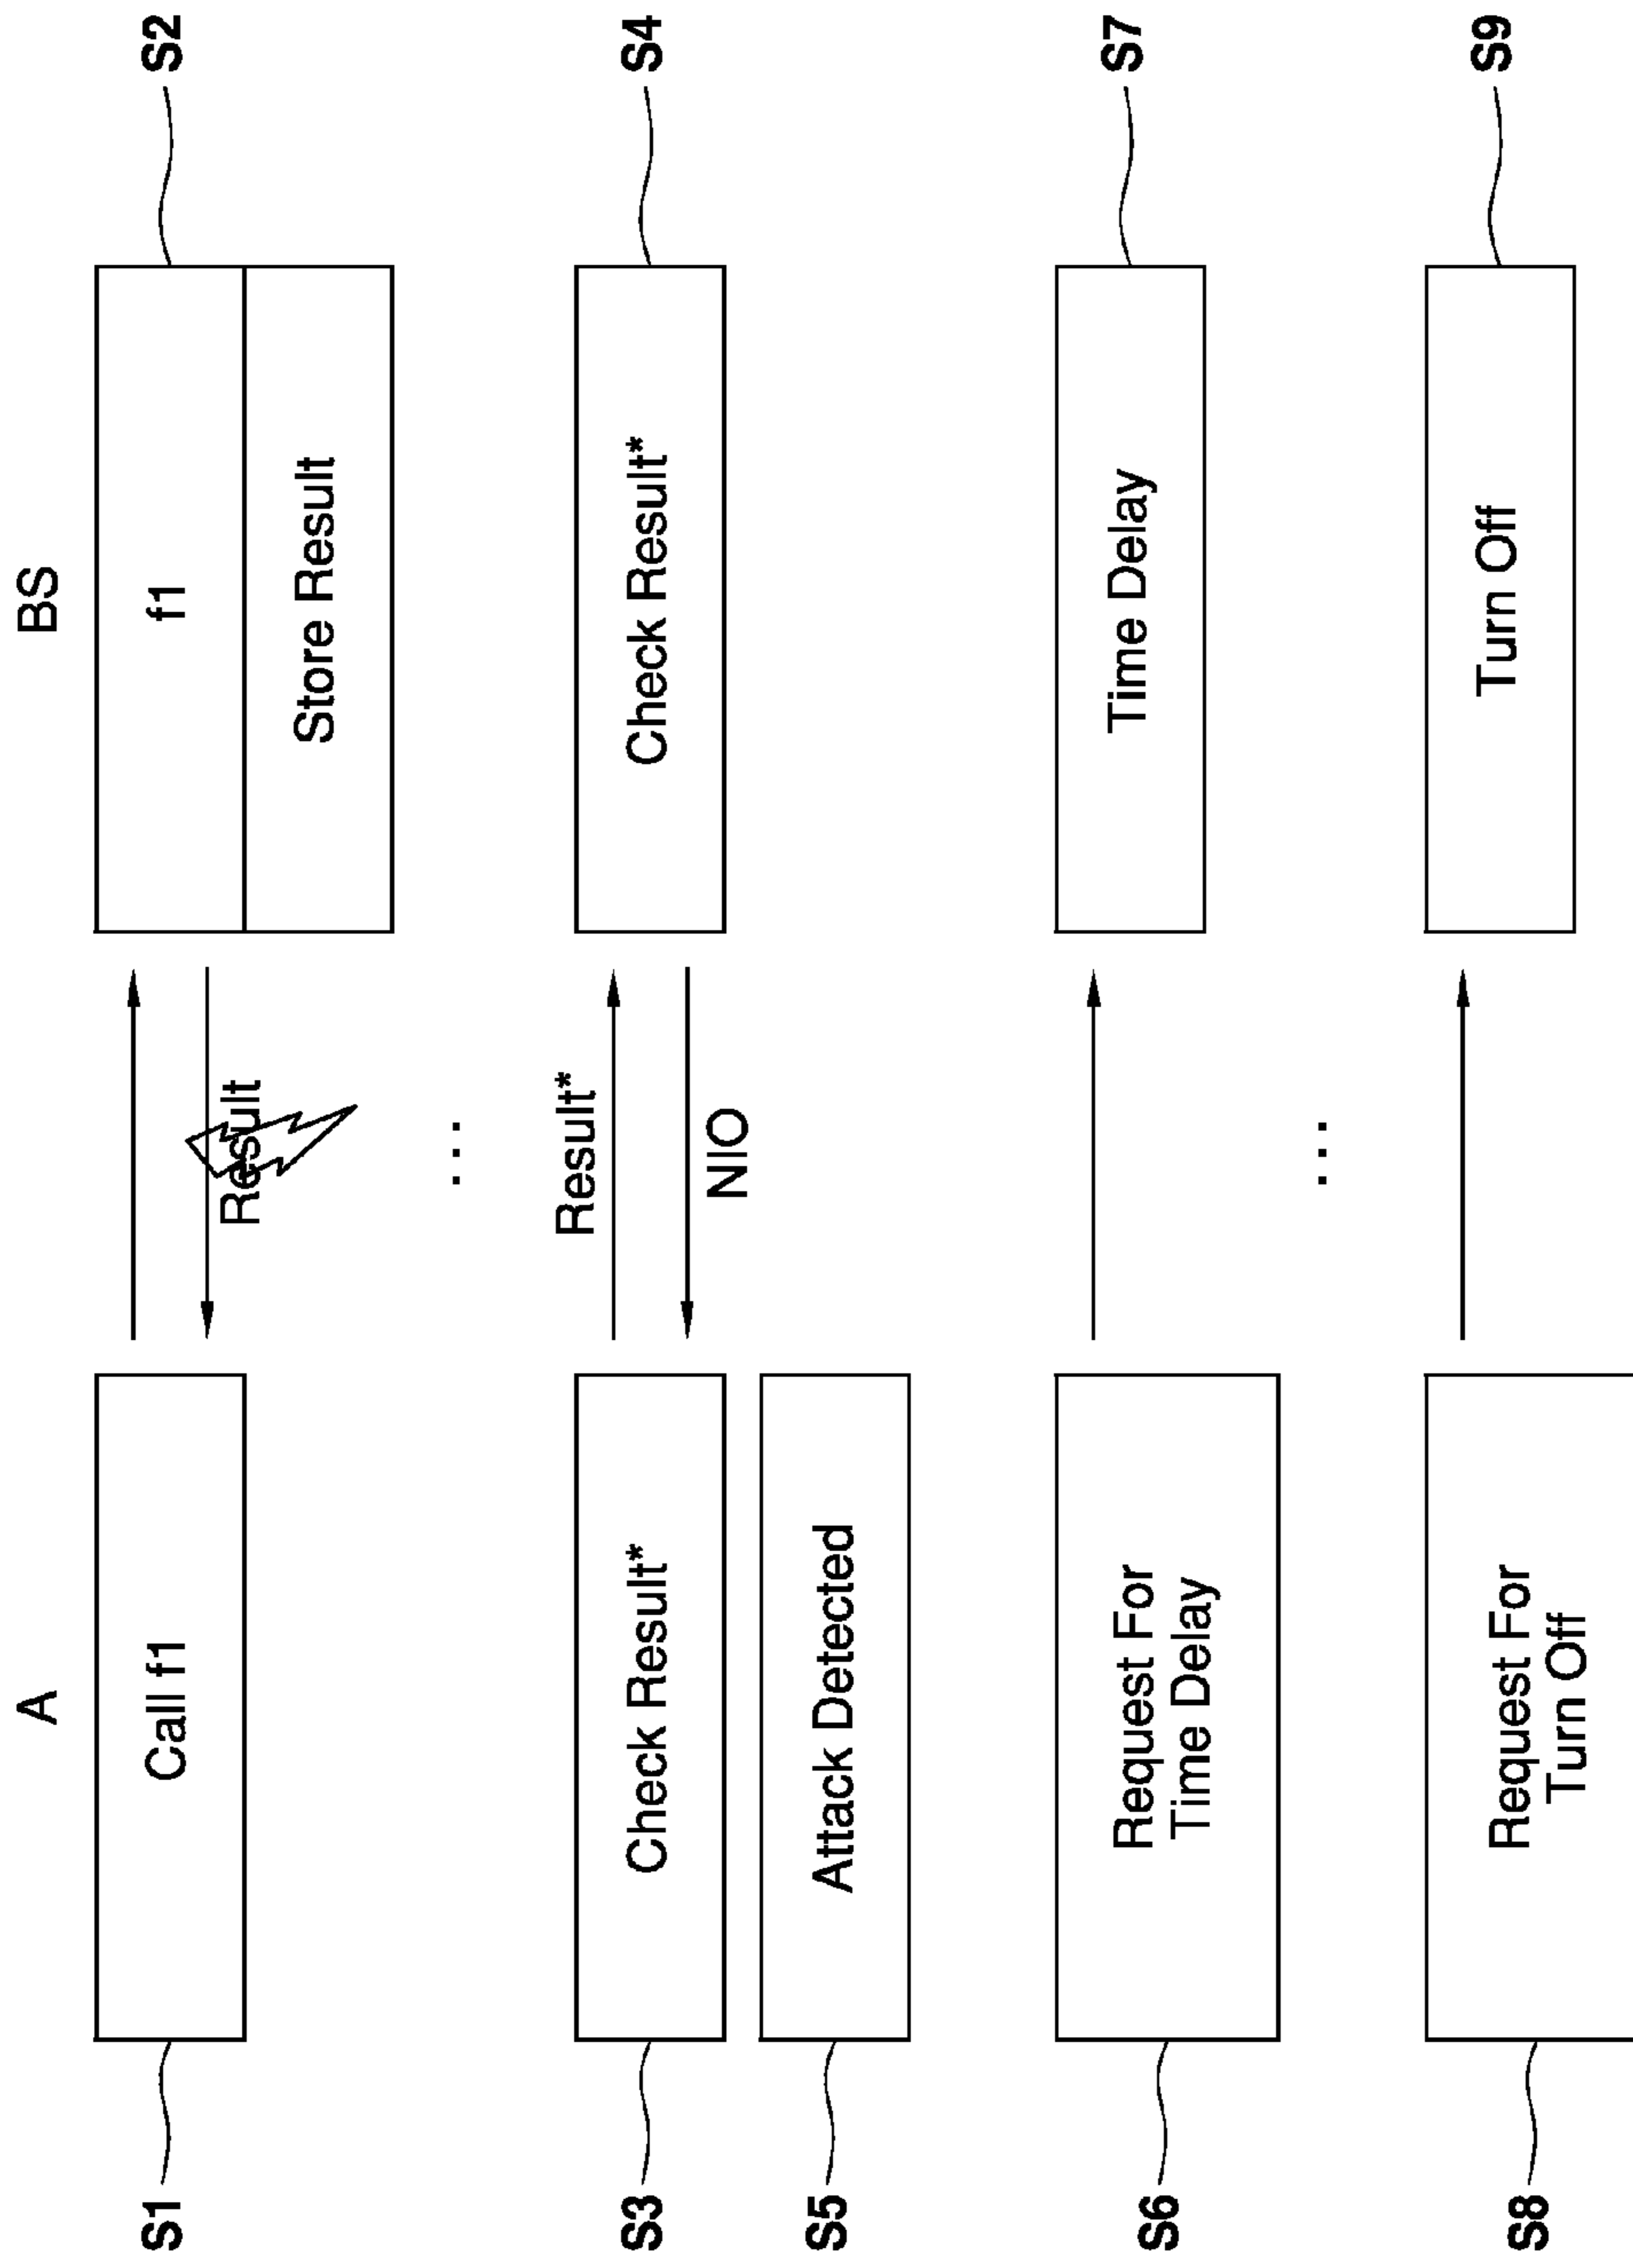 A
BS
S1
Call f1
f1
S2
Result
Store Result
...
Result*
S3
Check Result*
Check Result*
S4
NIO
S5
Attack Detected
S6
Request For
Time Delay
Time Delay
S7
...
S8
Request For
Turn Off
Turn Off
S9